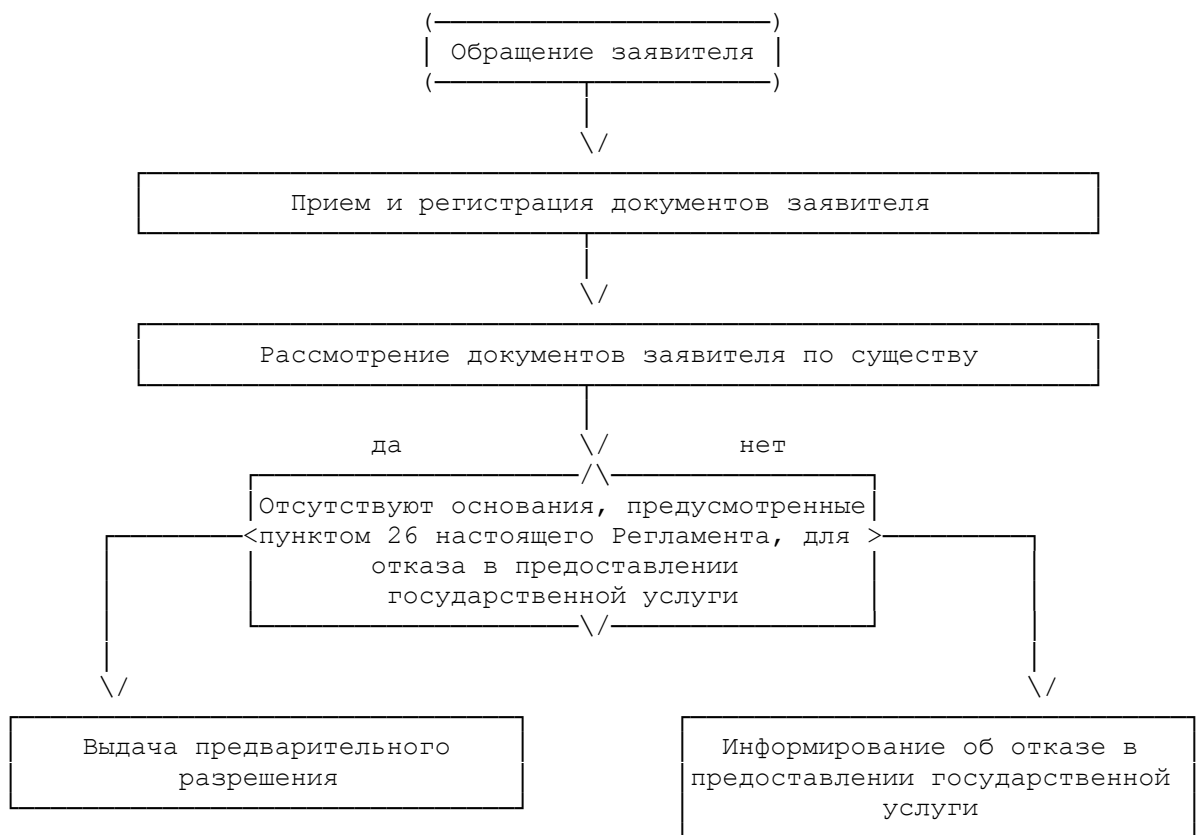 Обращение заявителя
Прием и регистрация документов заявителя
Рассмотрение документов заявителя по существу
да нет
Отсутствуют основания, предусмотренные
пунктом 26 настоящего Регламента, для
отказа в предоставлении
государственной услуги
Выдача предварительного
разрешения
Информирование об отказе в
предоставлении государственной
услуги